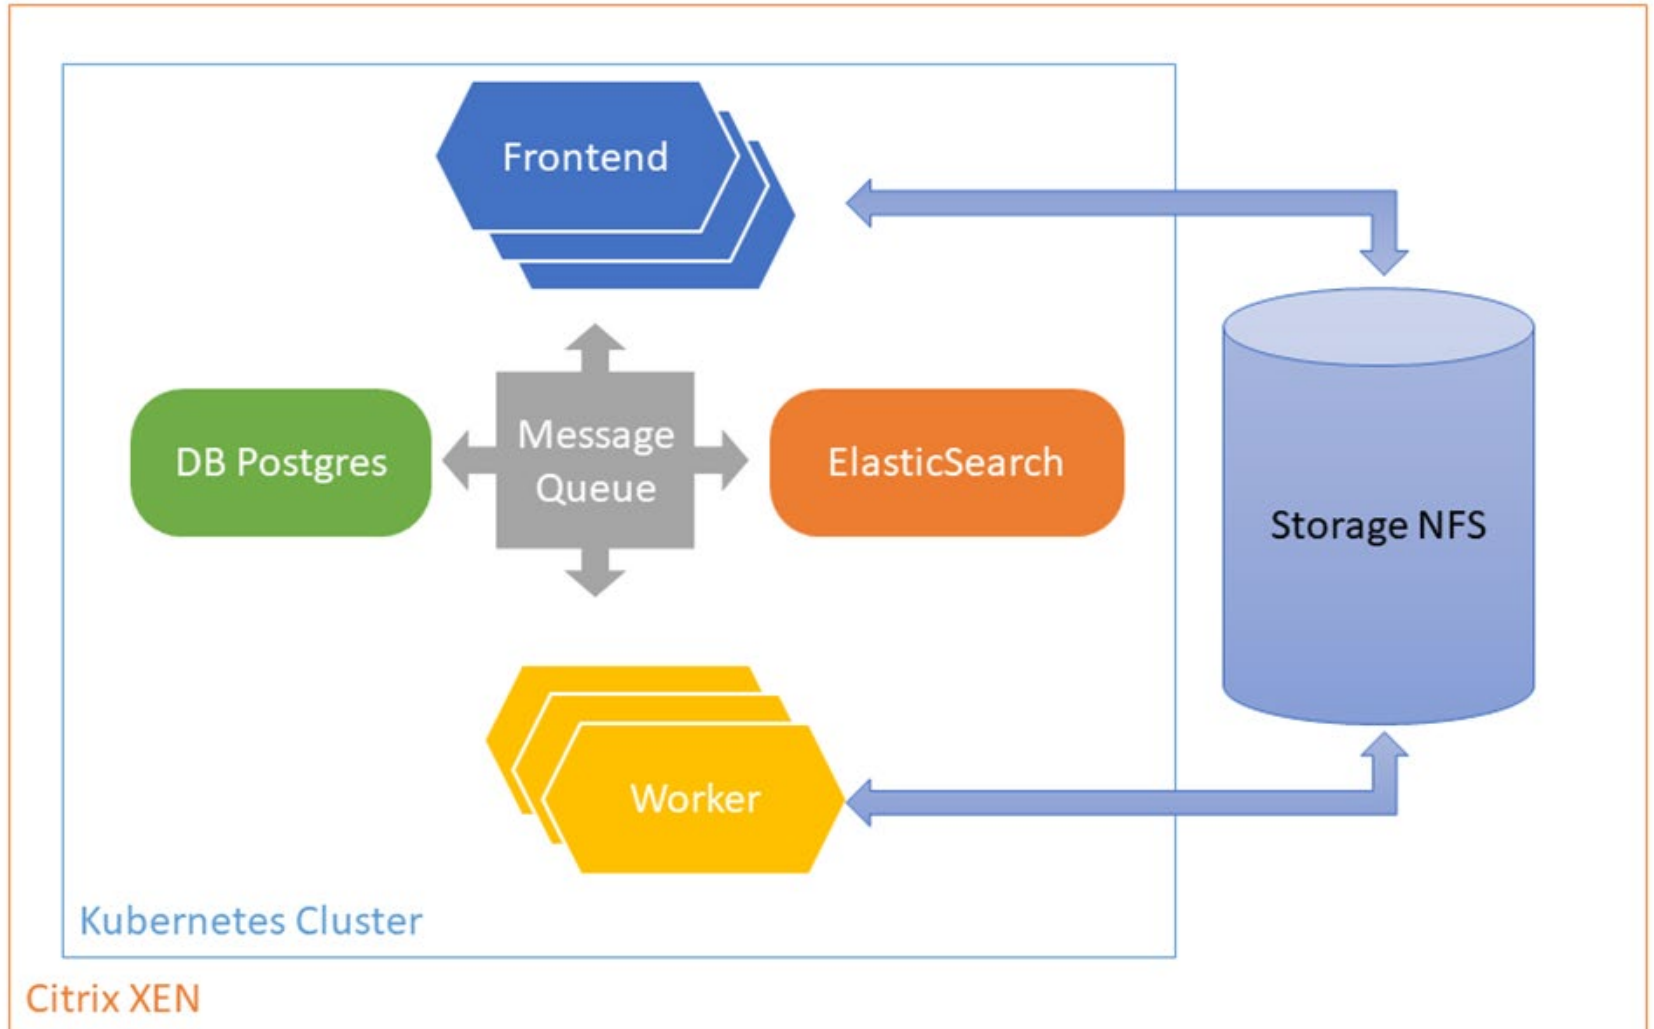 Frontend
DB Postgres
Message
Queue
ElasticSearch
Storage NFS
Worker
Kubernetes Cluster
Citrix XEN